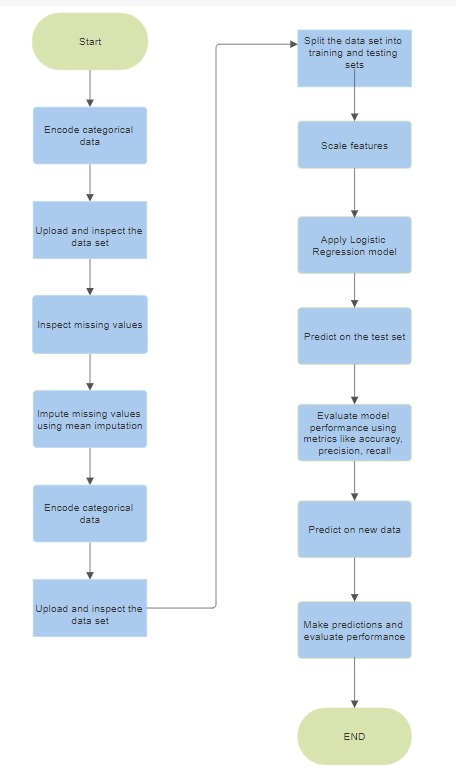 Start
Encode categorical
data
Upload and inspect the
data set
Inspect missing values
Impute missing values
using mean imputation
Encode categorical
data
Upload and inspect the
data set
Split the data set into
training and testing
sets
Scale features
Apply Logistic
Regression model
Predict on the test set
Evaluate model
performance using
metrics like accuracy,
precision, recall
Predict on new data
Make predictions and
evaluate performance
END